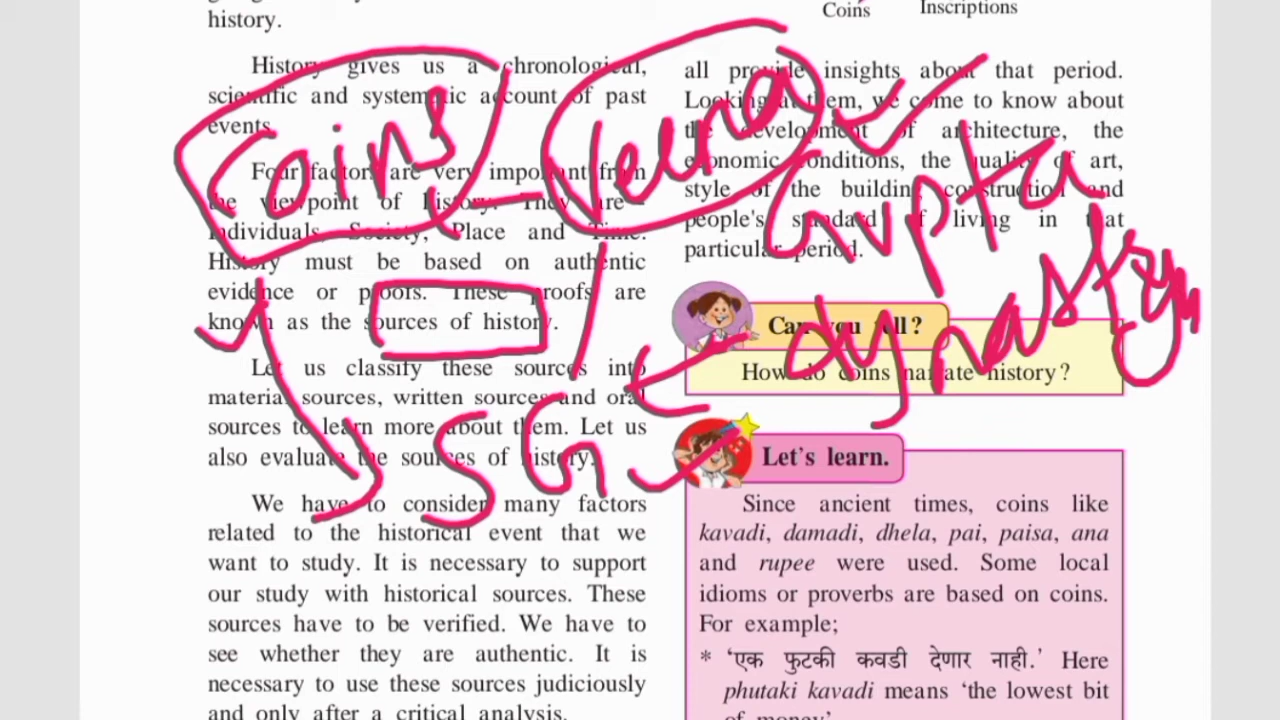 history.
History gives us a chronological,
scientific and systematic account of past
events.
Four factors are very important from
the viewpoint of history. They are -
Individuals, Society, Place and Time.
History must be based on authentic
evidence or proofs. These proofs are
known as the sources of history.
Let us classify these sources into
material sources, written sources and oral
sources to learn more about them. Let us
also evaluate the sources of history.
We have to consider many factors
related to the historical event that we
want to study. It is necessary to support
our study with historical sources. These
sources have to be verified. We have to
see whether they are authentic. It is
necessary to use these sources judiciously
and only after a critical analysis.
Coins Inscriptions
all provide insights about that period.
Looking at them, we come to know about
the development of architecture, the
economic conditions, the quality of art,
style of the building construction and
people's standard of living in that
particular period.
Can you tell?
How do coins narrate history?
Let's learn.
Since ancient times, coins like
kavadi, damadi, dhela, pai, paisa, ana
and rupee were used. Some local
idioms or proverbs are based on coins.
For example;
* 'एक फुटकी कवडी देणार नाही.' Here
phutaki kavadi means 'the lowest bit
of money'
Coins
Gupta
dynasty
SG